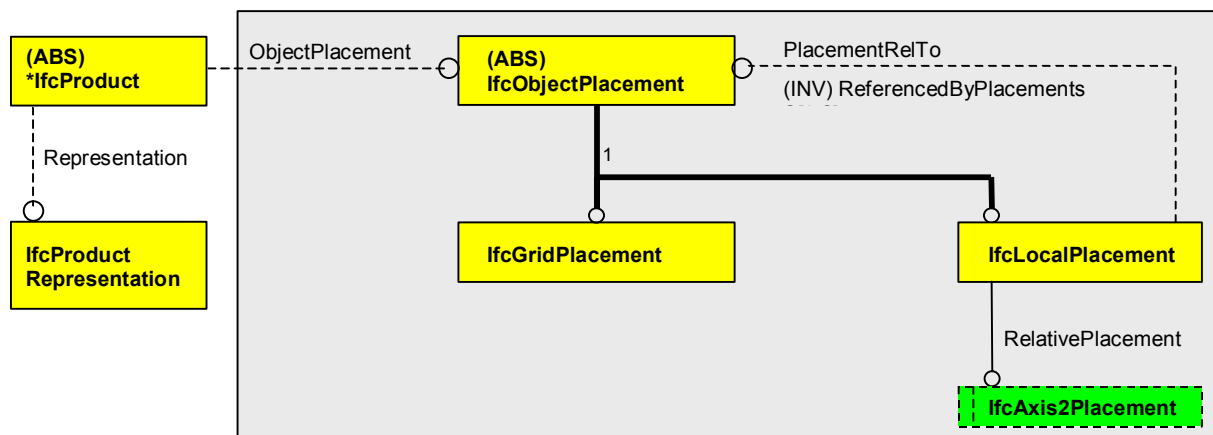 (ABS)
*IfcProduct
ObjectPlacement
(ABS)
IfcObjectPlacement
PlacementRelTo
(INV) ReferencedByPlacements
Representation
1
IfcProduct
Representation
IfcGridPlacement
IfcLocalPlacement
RelativePlacement
IfcAxis2Placement